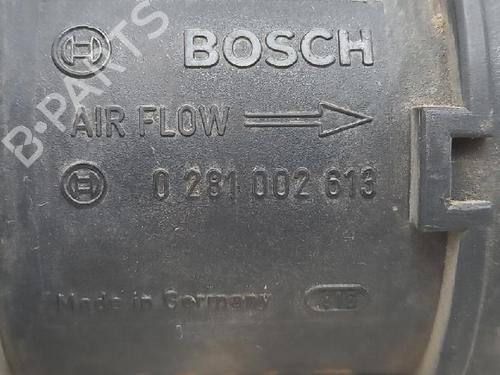 BOSCH
AIR FLOW
0 281 002 613
Made in Germany
B-PARTS